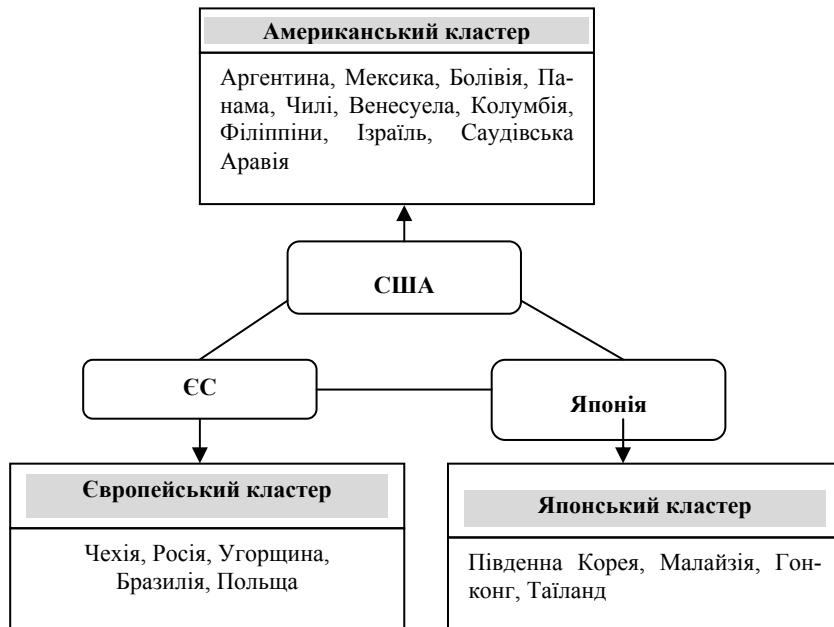 Американський кластер
Аргентина, Мексика, Болівія, Па-
нама, Чилі, Венесуела, Колумбія,
Філіппіни, Ізраїль, Саудівська
Аравія
США
ЄС
Японія
Європейський кластер
Чехія, Росія, Угорщина,
Бразилія, Польща
Японський кластер
Південна Корея, Малайзія, Гон-
конг, Таїланд